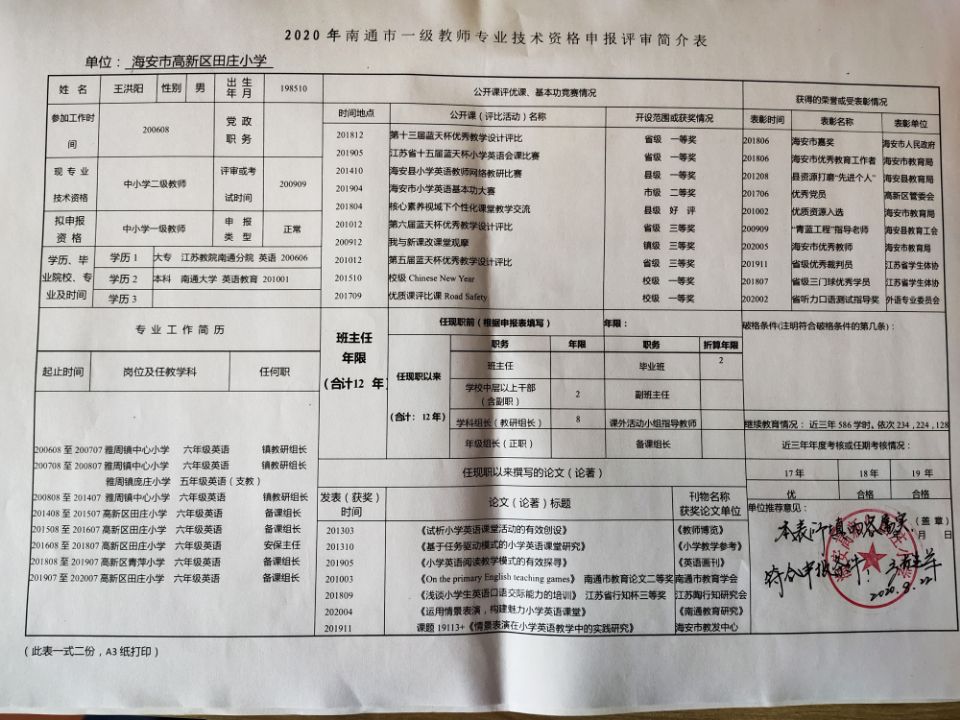 2020 年南通市一级教师专业技术资格申报评审简介表
单位： 海安市高新区田庄小学
姓 名 王洪阳 性别 男 出 生 年 月 198510
参加工作时间 200608 党 政 职 务
现 专 业 技术资格 中小学二级教师 评审或考试时间 200909
拟申报资 格 中小学一级教师 申 报 类 型 正常
学历、毕业院校、专业及时间
学历 1 大专 江苏教院南通分院 英语 200606
学历 2 本科 南通大学 英语教育 201001
学历 3
公开课评优课、基本功竞赛情况
时间地点 公开课（评比活动）名称 开设范围或获奖情况
201812 第十三届蓝天杯优秀教学设计评比 省级 一等奖
201905 江苏省十五届蓝天杯小学英语会课比赛 省级 一等奖
201410 海安县小学英语教师网络教研比赛 县级 一等奖
201904 海安市小学英语基本功大赛 市级 二等奖
201804 核心素养视域下个性化课堂教学交流 县级 好 评
201012 第六届蓝天杯优秀教学设计评比 省级 三等奖
200912 我与新课改课堂观摩 镇级 三等奖
201012 第五届蓝天杯优秀教学设计评比 省级 三等奖
201510 校级 Chinese New Year 校级 一等奖
201709 优质课评比课 Road Safety 校级 一等奖
获得的荣誉或受表彰情况
表彰时间 表彰名称 表彰单位
201806 海安市嘉奖 海安市人民政府
201806 海安市优秀教育工作者 海安市教育局
201208 县资源打磨“先进个人” 海安县教育局
201706 优秀党员 高新区管委会
201002 优质资源入选 海安市教育局
200909 “青蓝工程”指导老师 海安县教育工会
202005 海安市优秀教师 海安市教育局
201911 省级优秀裁判员 江苏省学生体协
201807 省级三门球优秀学员 江苏省学生体协
202002 省听力口语测试指导奖 外语专业委员会
专 业 工 作 简 历
起止时间 岗位及任教学科 任何职
200608 至 200707 雅周镇中心小学 六年级英语 镇教研组长
200708 至 200807 雅周镇中心小学 六年级英语 镇教研组长
雅周镇庞庄小学 五年级英语（支教）
200808 至 201407 雅周镇中心小学 六年级英语 镇教研组长
201408 至 201507 高新区田庄小学 六年级英语 备课组长
201508 至 201607 高新区田庄小学 六年级英语 备课组长
201608 至 201807 高新区田庄小学 六年级英语 安保主任
201808 至 201907 高新区青萍小学 六年级英语 备课组长
201907 至 202007 高新区田庄小学 六年级英语 备课组长
班主任
年限
（合计12 年）
任现职前（根据申报表填写） 年限：
任现职以来
（合计：12 年）
职务 年限 职务 折算年限
班主任 毕业班 2
学校中层以上干部（含副职） 2 副班主任
学科组长（教研组长） 8 课外活动小组指导教师
年级组长（正职） 备课组长
任现职以来撰写的论文（论著）
发表（获奖）时间 论文（论著）标题 刊物名称 获奖论文单位
201303 《试析小学英语课堂活动的有效创设》 《教师博览》
201310 《基于任务驱动模式的小学英语课堂研究》 《小学教学参考》
201905 《小学英语阅读教学模式的有效探寻》 《英语画刊》
201003 《On the primary English teaching games》 南通市教育论文二等奖 南通市教育学会
201809 《浅谈小学生英语口语交际能力的培训》 江苏省行知杯三等奖 江苏陶行知研究会
202004 《运用情景表演，构建魅力小学英语课堂》 《南通教育研究》
201911 课题 19113+《情景表演在小学英语教学中的实践研究》 海安市教发中心
破格条件(注明符合破格条件的第几条)：
继续教育情况： 近三年 586 学时。依次 234，224，128
近三年年度考核或任期考核情况：
17 年 18 年 19 年
优 合格 合格
单位推荐意见：
（盖 章）
本表所填内容属实，
月 日
符合申报条件！
2020.8.22
（此表一式二份，A3 纸打印）